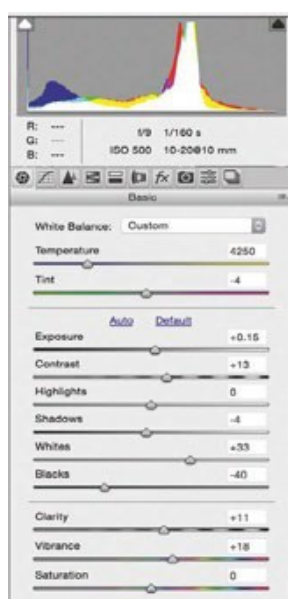 R: ---
G: ---
B: ---
f/9 1/160 s
ISO 500 10-20@10 mm
fx
Basic
White Balance: Custom
Temperature 4250
Tint -4
Auto Default
Exposure +0.15
Contrast +13
Highlights 0
Shadows -4
Whites +33
Blacks -40
Clarity +11
Vibrance +18
Saturation 0